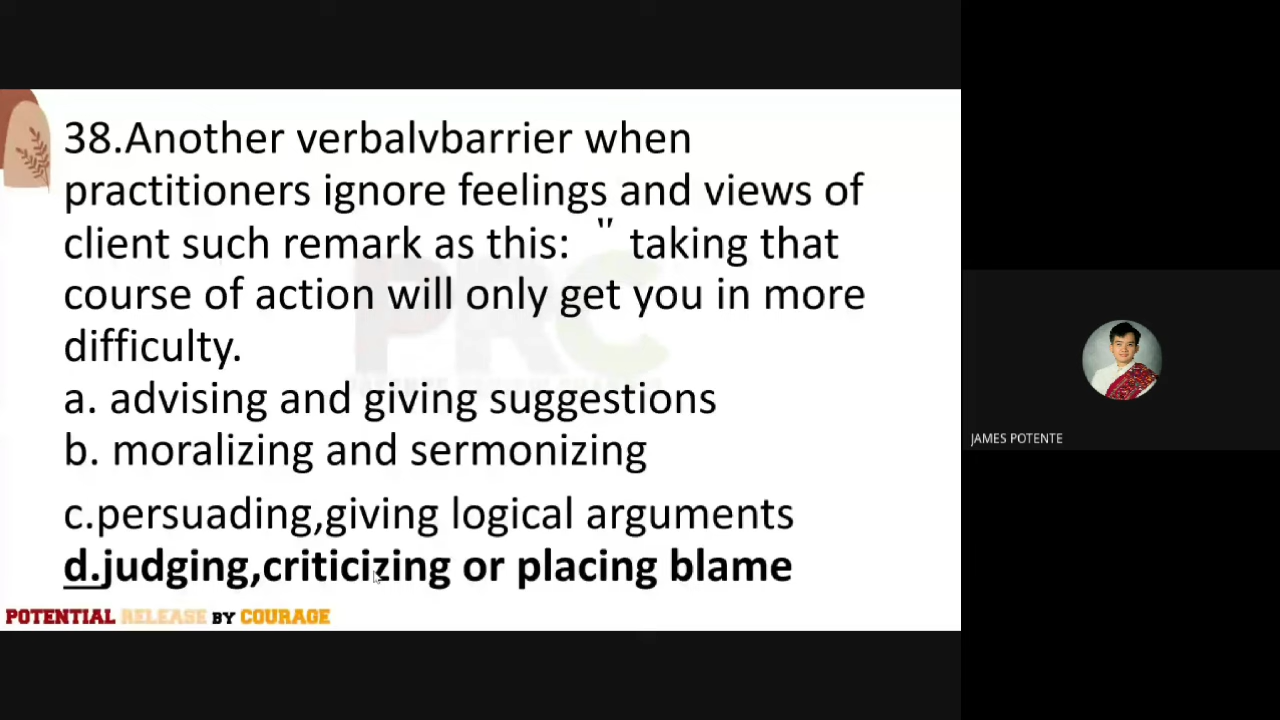 38.Another verbalvbarrier when
practitioners ignore feelings and views of
client such remark as this: " taking that
course of action will only get you in more
difficulty.
a. advising and giving suggestions
b. moralizing and sermonizing
c.persuading,giving logical arguments
d.judging,criticizing or placing blame
POTENTIAL RELEASE BY COURAGE
PRC
JAMES POTENTE